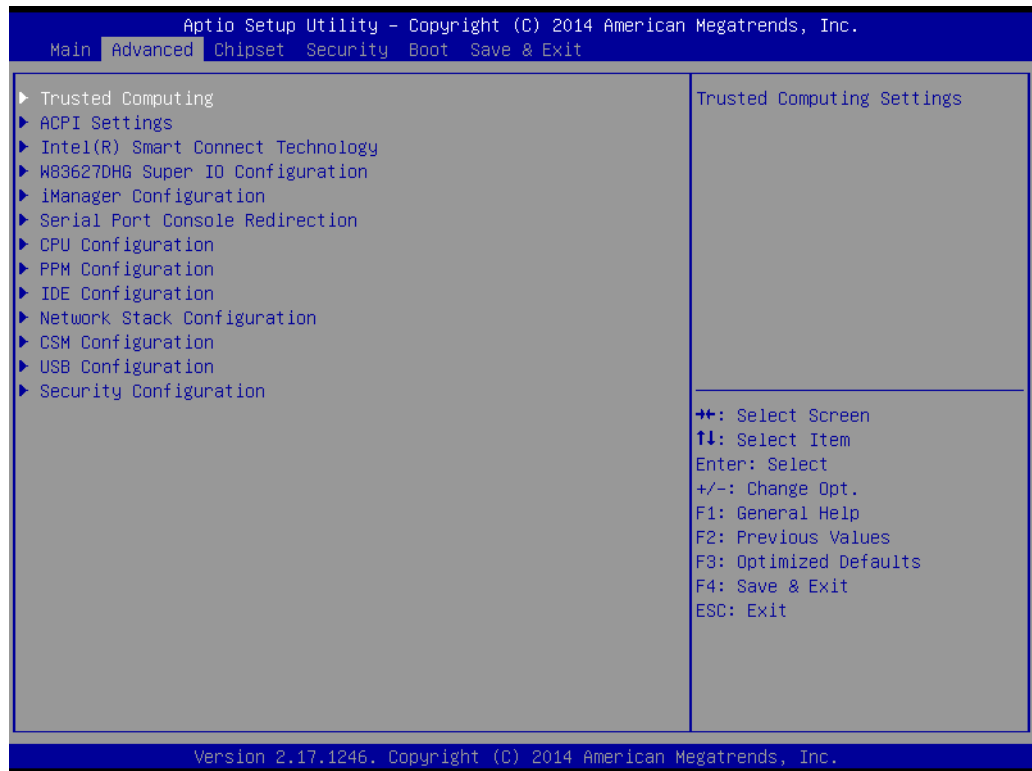 Aptio Setup Utility – Copyright (C) 2014 American Megatrends, Inc.
Main Advanced Chipset Security Boot Save & Exit
Trusted Computing
ACPI Settings
Intel(R) Smart Connect Technology
W83627DHG Super IO Configuration
iManager Configuration
Serial Port Console Redirection
CPU Configuration
PPM Configuration
IDE Configuration
Network Stack Configuration
CSM Configuration
USB Configuration
Security Configuration
Trusted Computing Settings
→←: Select Screen
↑↓: Select Item
Enter: Select
+/-: Change Opt.
F1: General Help
F2: Previous Values
F3: Optimized Defaults
F4: Save & Exit
ESC: Exit
Version 2.17.1246. Copyright (C) 2014 American Megatrends, Inc.